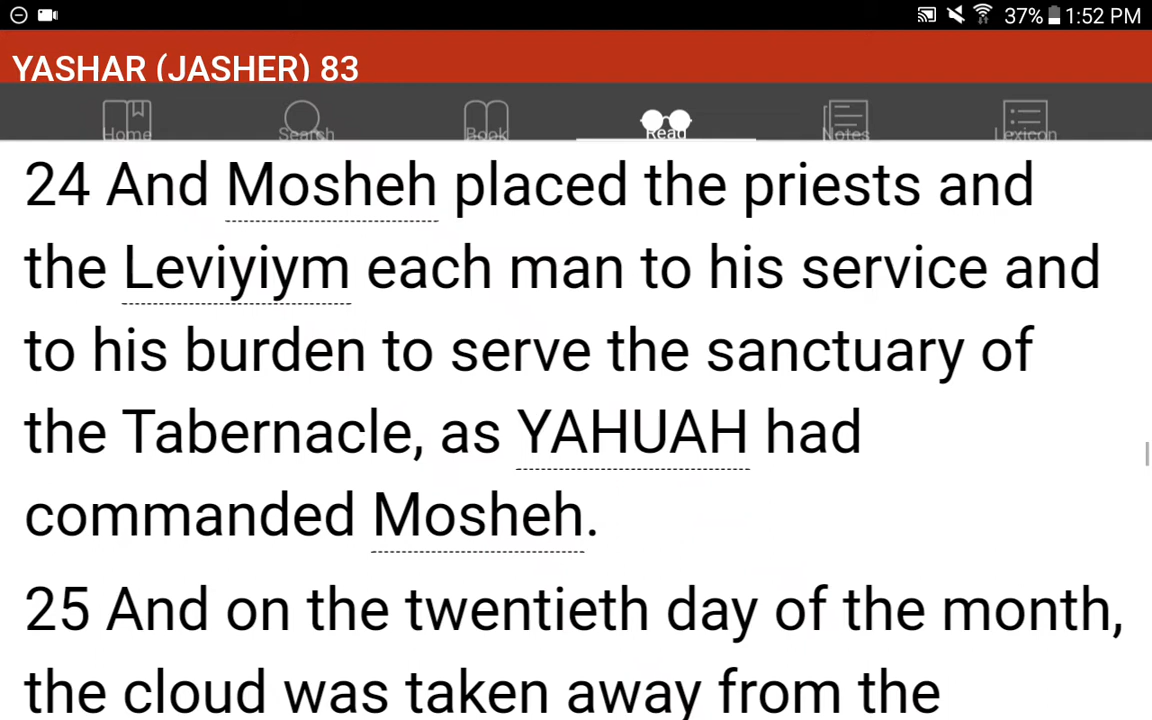 37% 1:52 PM
YASHAR (JASHER) 83
Home Search Book Read Notes Lexicon
24 And Mosheh placed the priests and
the Leviyiym each man to his service and
to his burden to serve the sanctuary of
the Tabernacle, as YAHUAH had
commanded Mosheh.
25 And on the twentieth day of the month,
the cloud was taken away from the